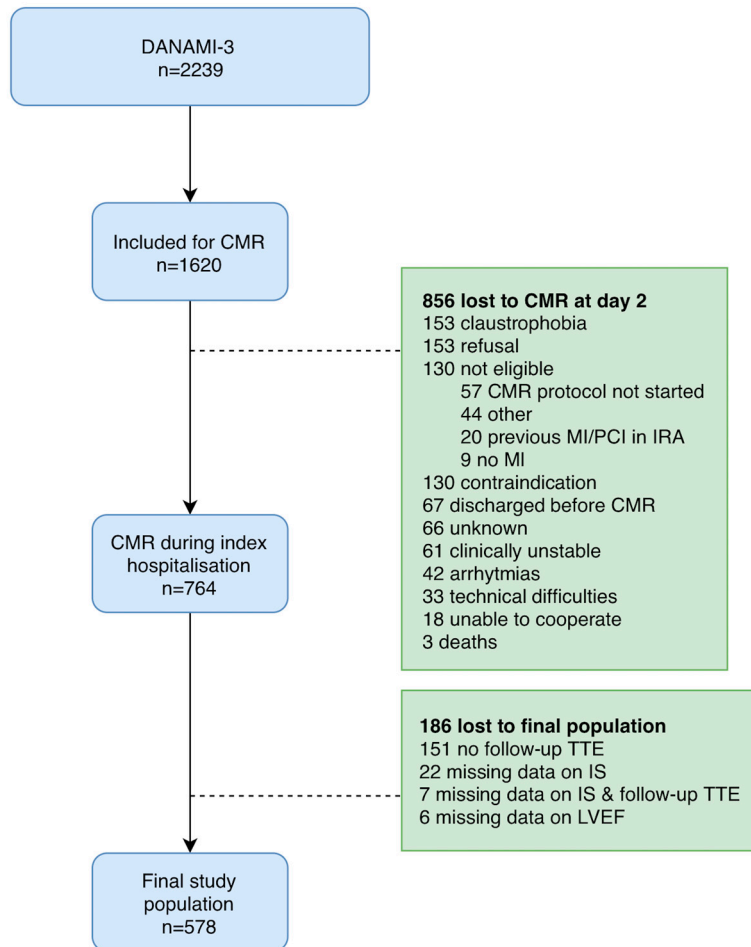 DANAMI-3
n=2239
Included for CMR
n=1620
856 lost to CMR at day 2
153 claustrophobia
153 refusal
130 not eligible
57 CMR protocol not started
44 other
20 previous MI/PCI in IRA
9 no MI
130 contraindication
67 discharged before CMR
66 unknown
61 clinically unstable
42 arrhytmias
33 technical difficulties
18 unable to cooperate
3 deaths
CMR during index
hospitalisation
n=764
186 lost to final population
151 no follow-up TTE
22 missing data on IS
7 missing data on IS & follow-up TTE
6 missing data on LVEF
Final study
population
n=578